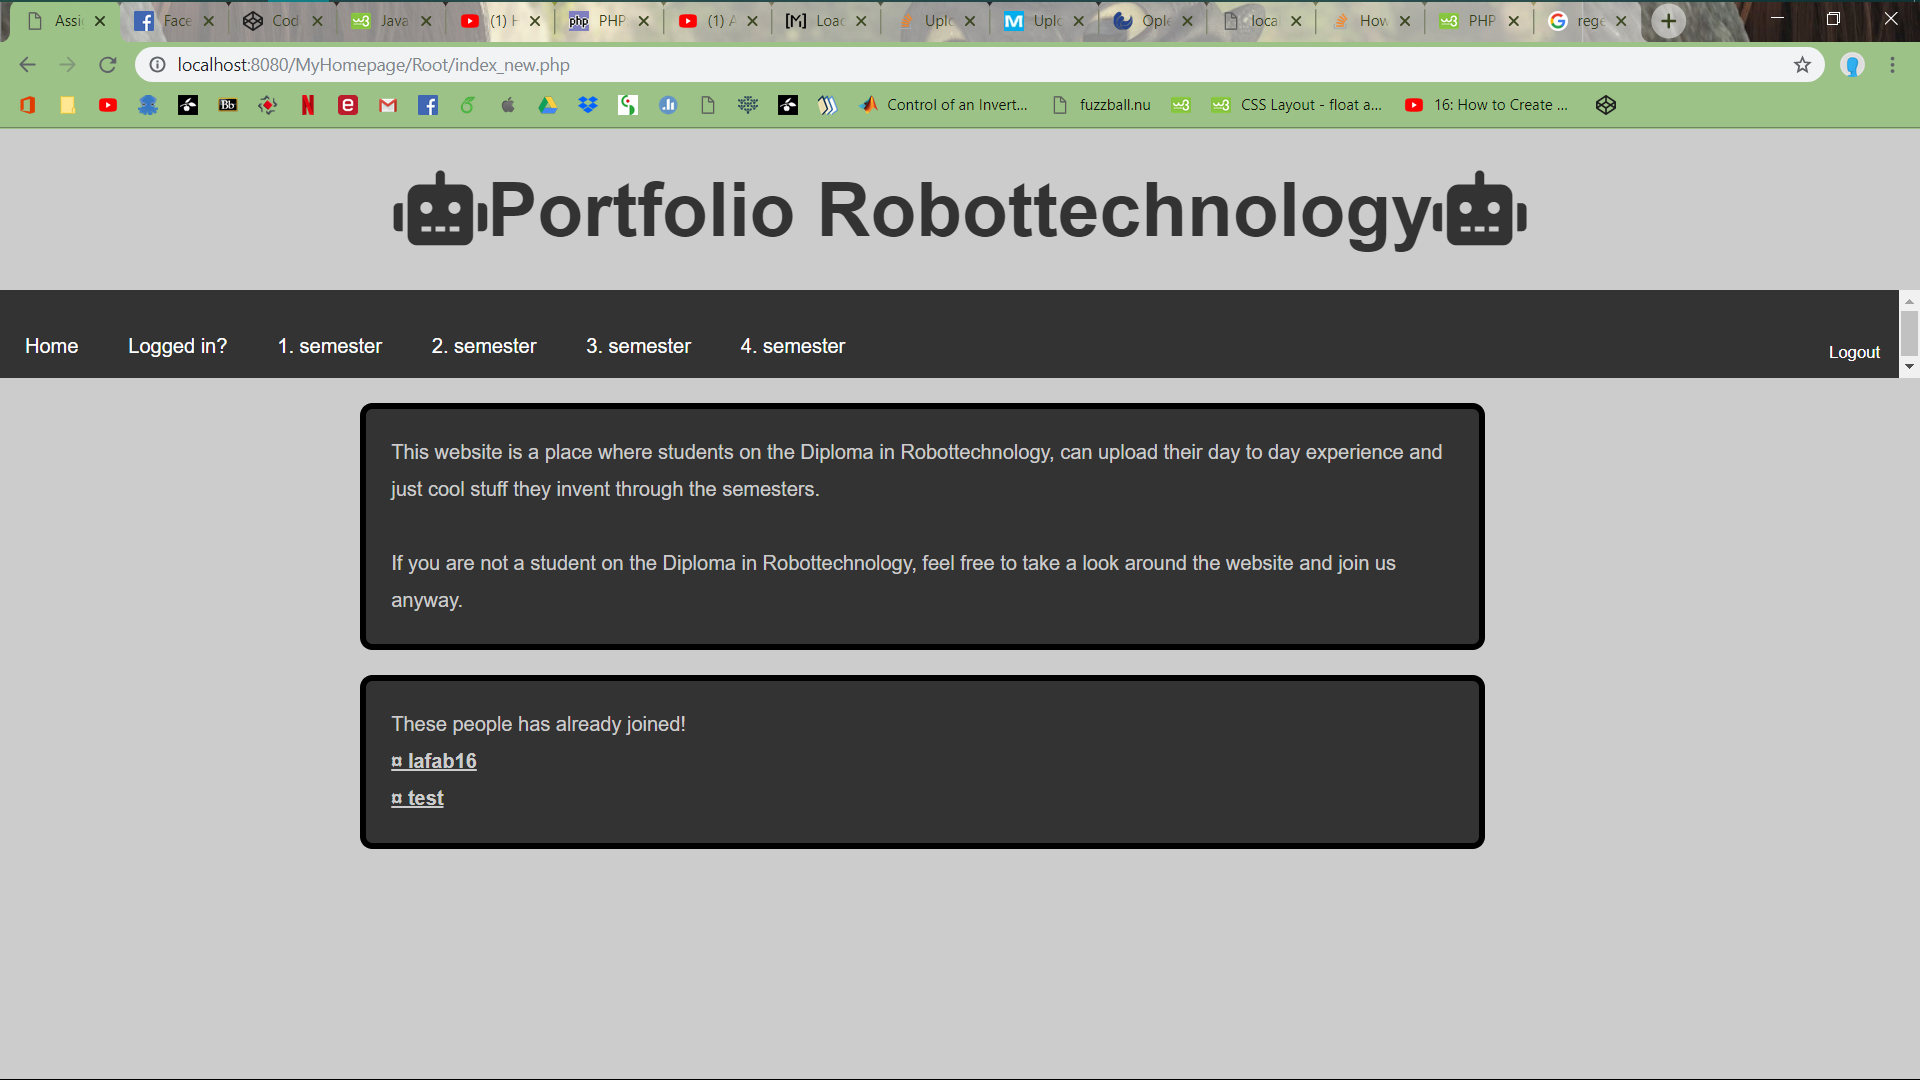 Assi
Face
Cod
Java
(1) H
PHP
(1) A
Loac
Uplc
Uplc
Ople
loca
How
PHP
rege
localhost:8080/MyHomepage/Root/index_new.php
Bb
Control of an Invert...
fuzzball.nu
CSS Layout - float a...
16: How to Create ...
Portfolio Robottechnology
Home
Logged in?
1. semester
2. semester
3. semester
4. semester
Logout
This website is a place where students on the Diploma in Robottechnology, can upload their day to day experience and
just cool stuff they invent through the semesters.
If you are not a student on the Diploma in Robottechnology, feel free to take a look around the website and join us
anyway.
These people has already joined!
¤ lafab16
¤ test